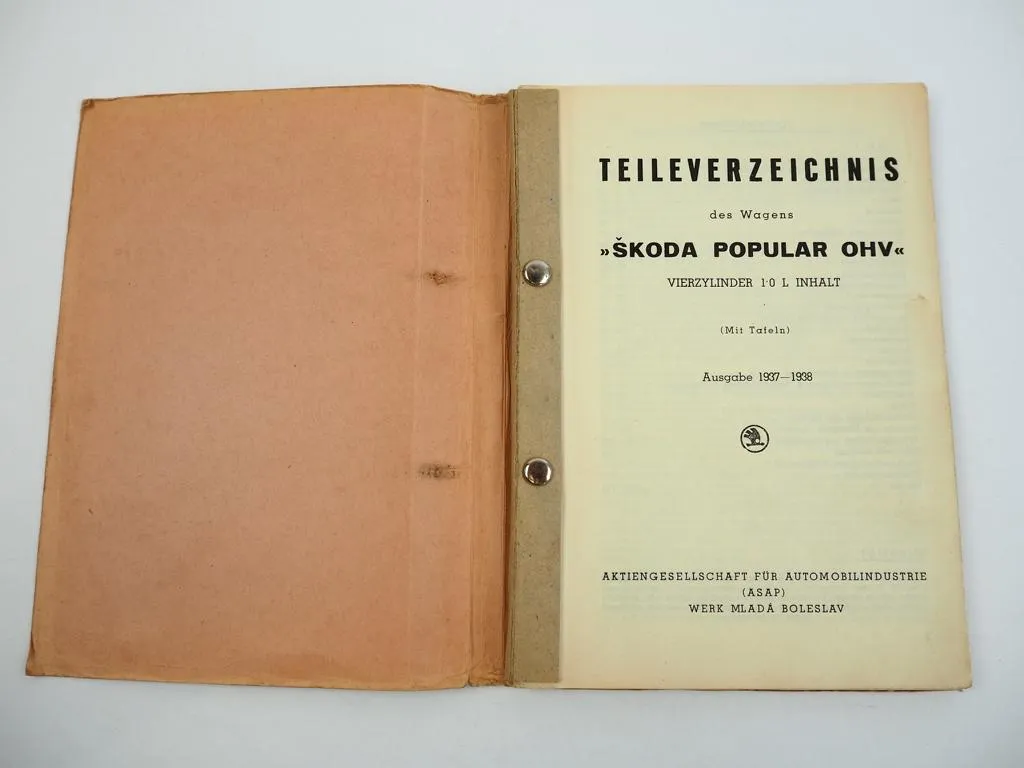 TEILEVERZEICHNIS
des Wagens
»ŠKODA POPULAR OHV«
VIERZYLINDER 1·0 L INHALT
(Mit Tafeln)
Ausgabe 1937—1938
AKTIENGESELLSCHAFT FÜR AUTOMOBILINDUSTRIE
(ASAP)
WERK MLADÁ BOLESLAV